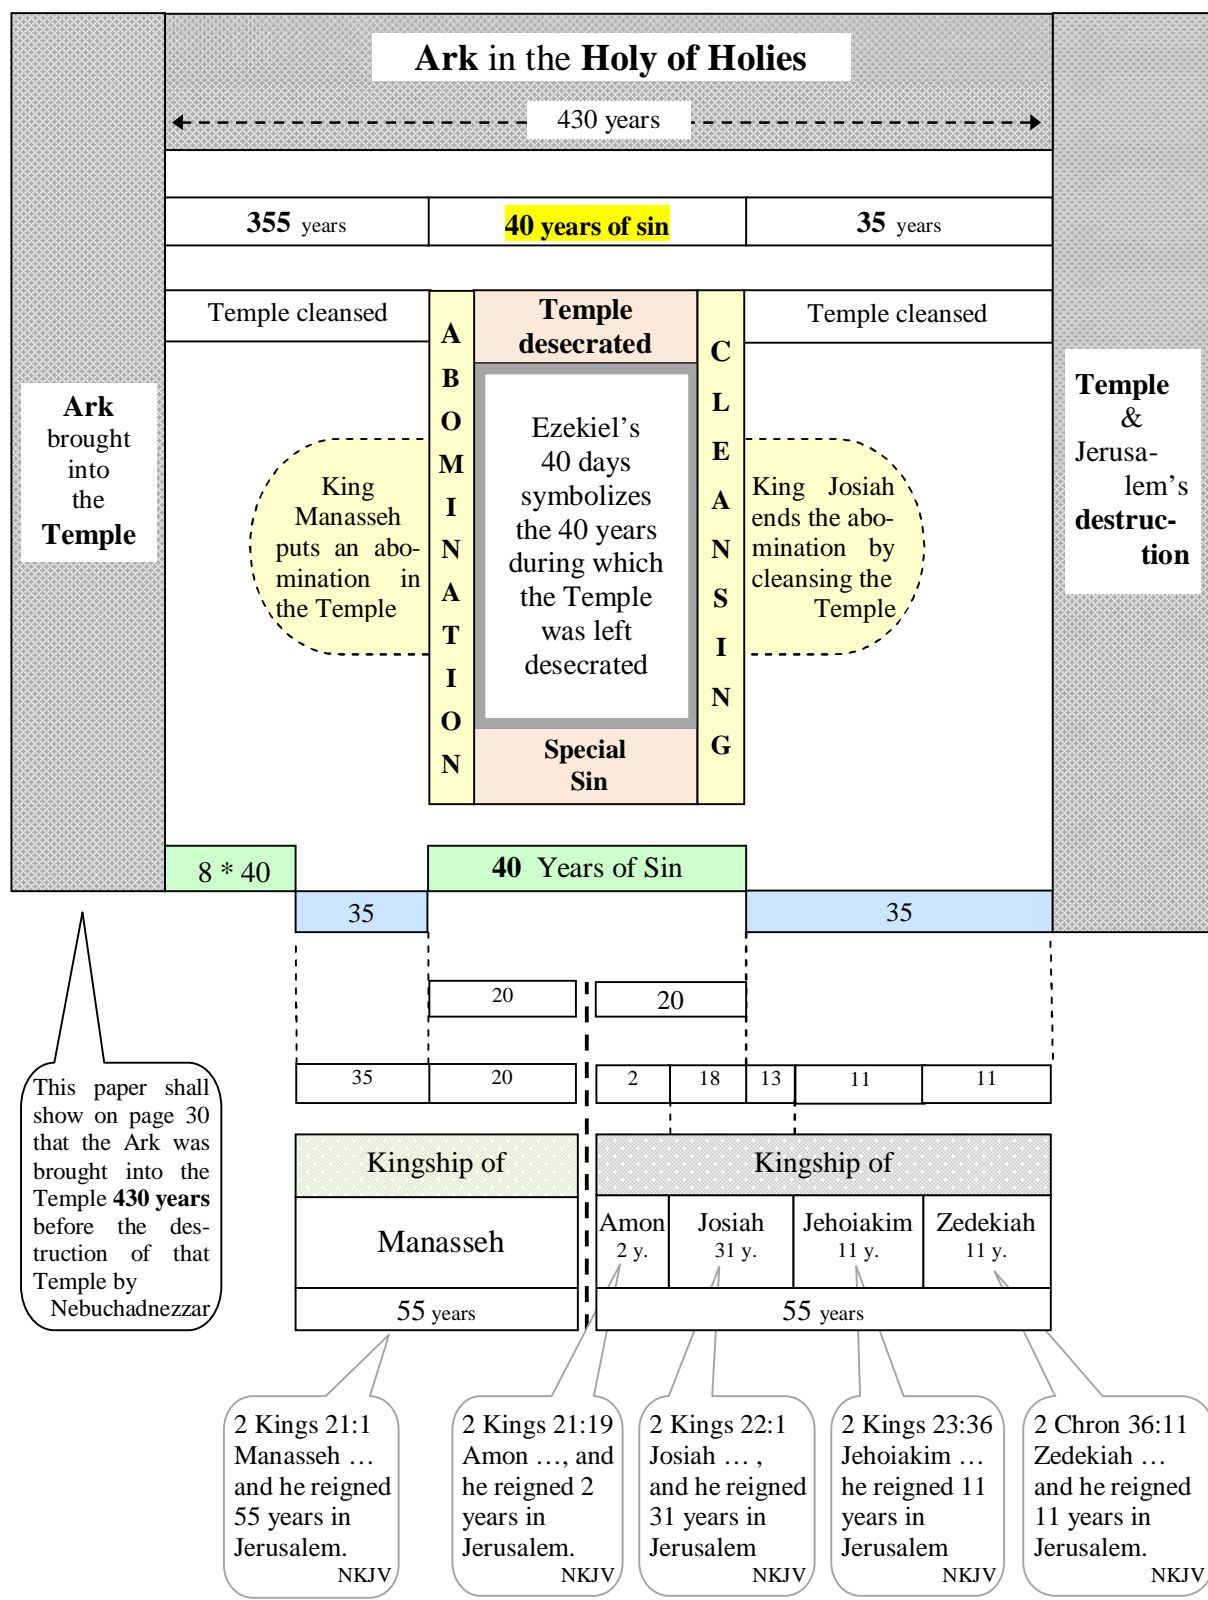 Ark in the Holy of Holies
430 years
355 years
40 years of sin
35 years
Temple cleansed
Temple
desecrated
Temple cleansed
A
B
O
M
I
N
A
T
I
O
N
C
L
E
A
N
S
I
N
G
Ark
brought
into
the
Temple
King
Manasseh
puts an abo-
mination in
the Temple
Ezekiel’s
40 days
symbolizes
the 40 years
during which
the Temple
was left
desecrated
King Josiah
ends the abo-
mination by
cleansing the
Temple
Temple
&
Jerusa-
lem’s
destruc-
tion
Special
Sin
8 * 40
40 Years of Sin
35
35
20
20
35
20
2
18
13
11
11
This paper shall
show on page 30
that the Ark was
brought into the
Temple 430 years
before the des-
truction of that
Temple by
Nebuchadnezzar
Kingship of
Kingship of
Manasseh
Amon
2 y.
Josiah
31 y.
Jehoiakim
11 y.
Zedekiah
11 y.
55 years
55 years
2 Kings 21:1
Manasseh …
and he reigned
55 years in
Jerusalem.
NKJV
2 Kings 21:19
Amon …, and
he reigned 2
years in
Jerusalem.
NKJV
2 Kings 22:1
Josiah … ,
and he reigned
31 years in
Jerusalem
NKJV
2 Kings 23:36
Jehoiakim …
he reigned 11
years in
Jerusalem
NKJV
2 Chron 36:11
Zedekiah …
and he reigned
11 years in
Jerusalem.
NKJV